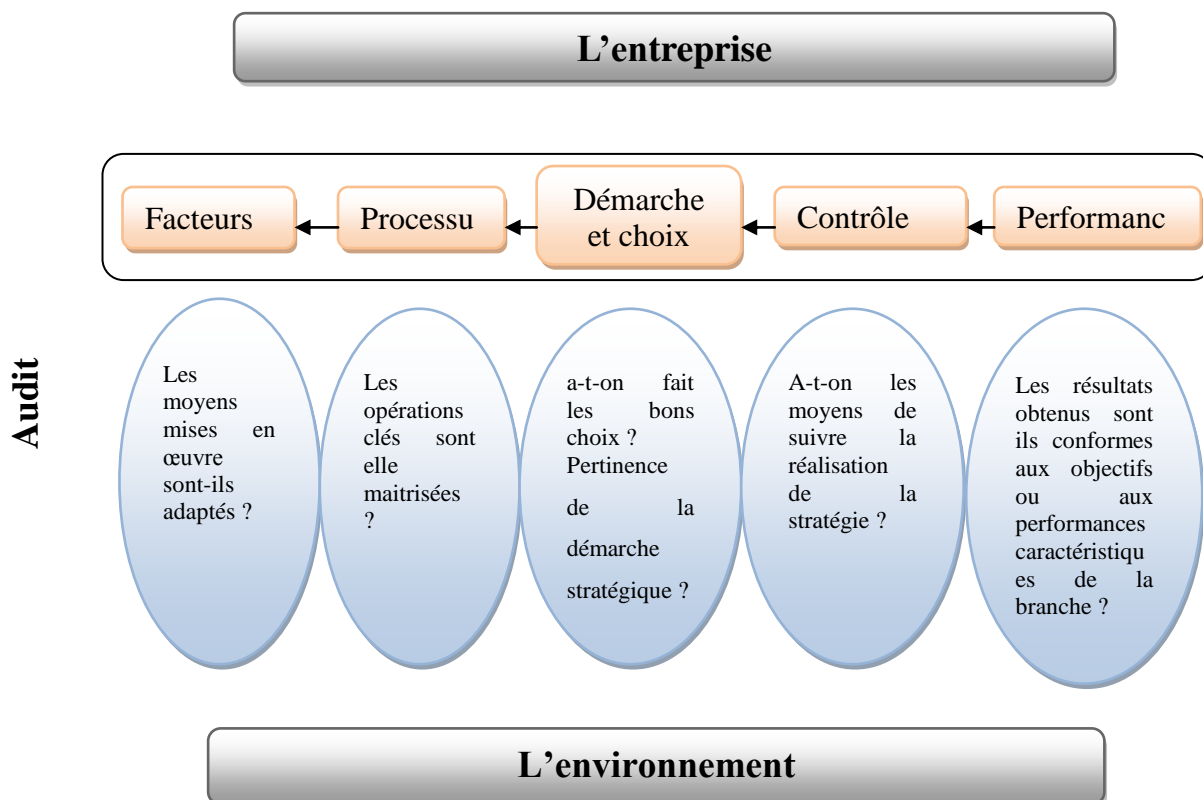 L’entreprise
Facteurs
Processu
Démarche
et choix
Contrôle
Performanc
Audit
Les
moyens
mises en
œuvre
sont-ils
adaptés ?
Les
opérations
clés sont
elle
maitrisées
?
a-t-on fait
les bons
choix ?
Pertinence
de la
démarche
stratégique ?
A-t-on les
moyens de
suivre la
réalisation
de la
stratégie ?
Les résultats
obtenus sont
ils conformes
aux objectifs
ou aux
performances
caractéristiqu
es de la
branche ?
L’environnement